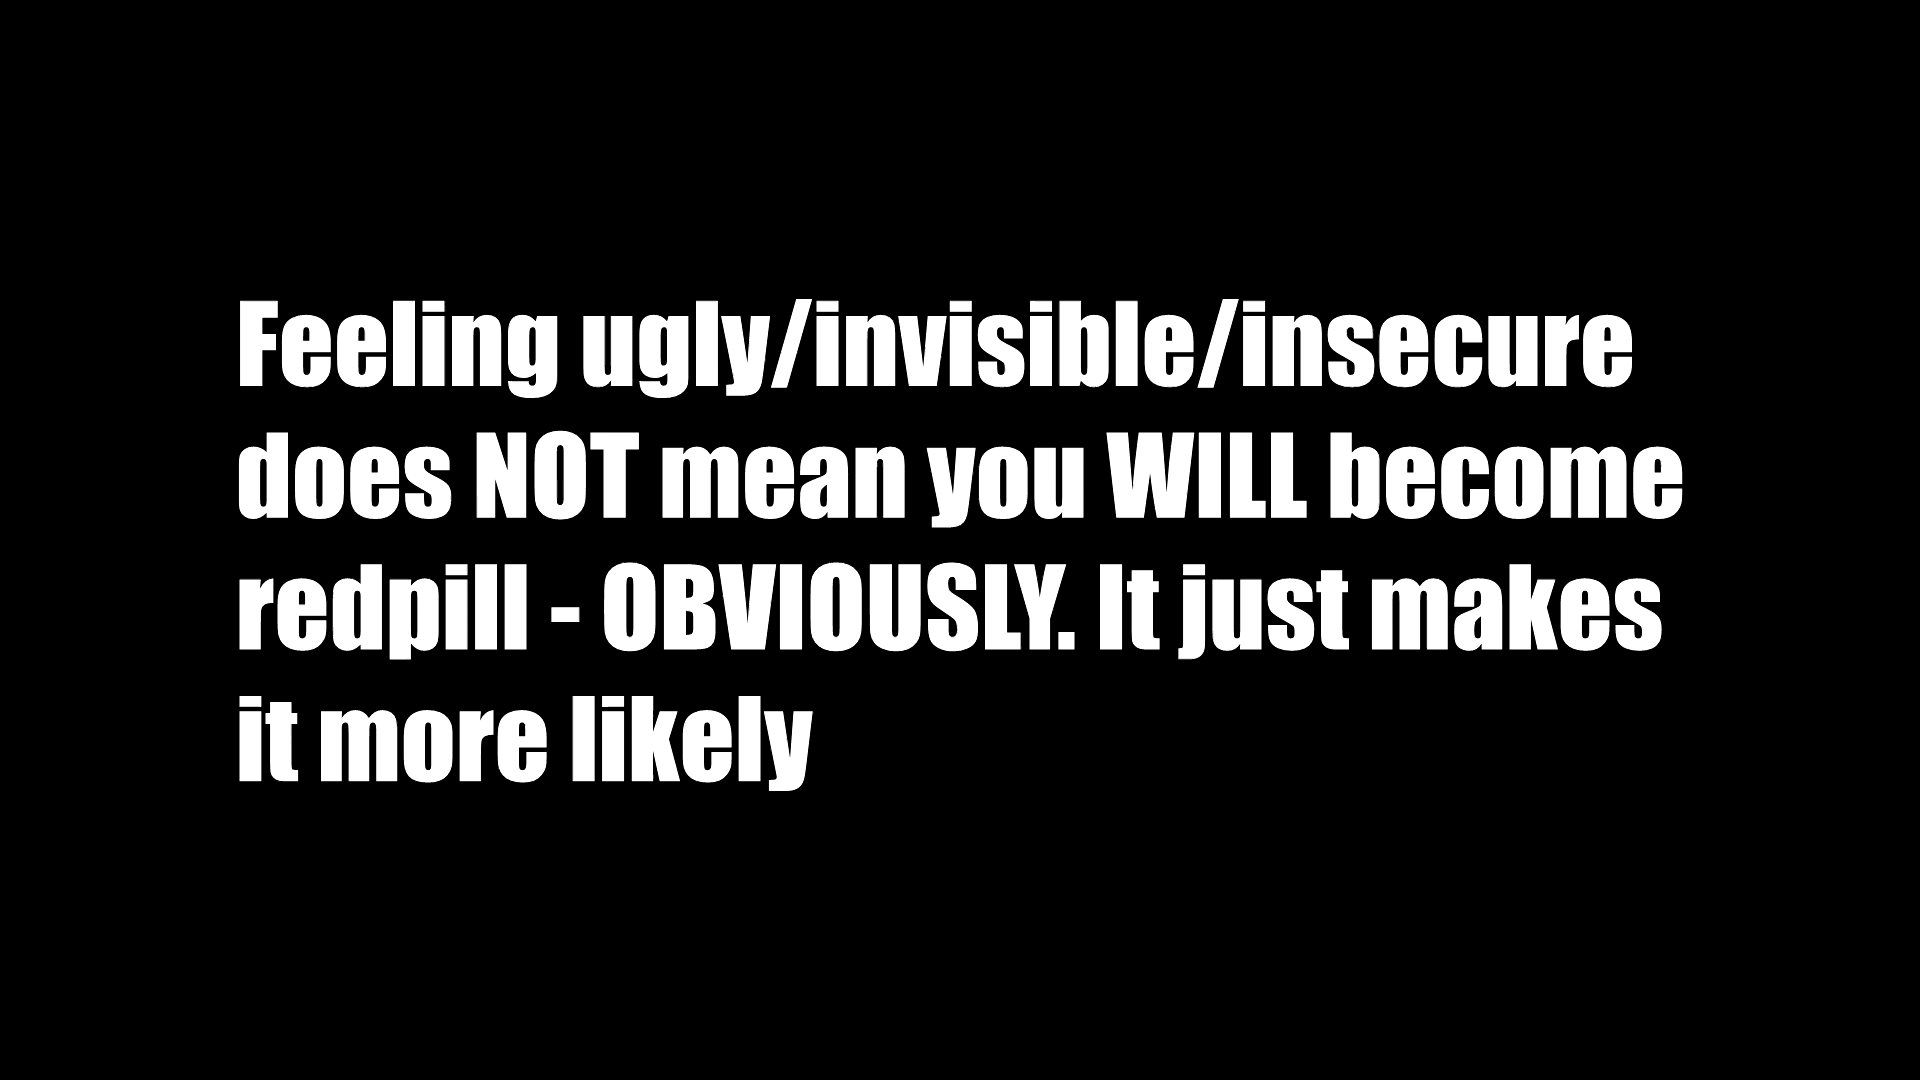 Feeling ugly/invisible/insecure
does NOT mean you WILL become
redpill - OBVIOUSLY. It just makes
it more likely